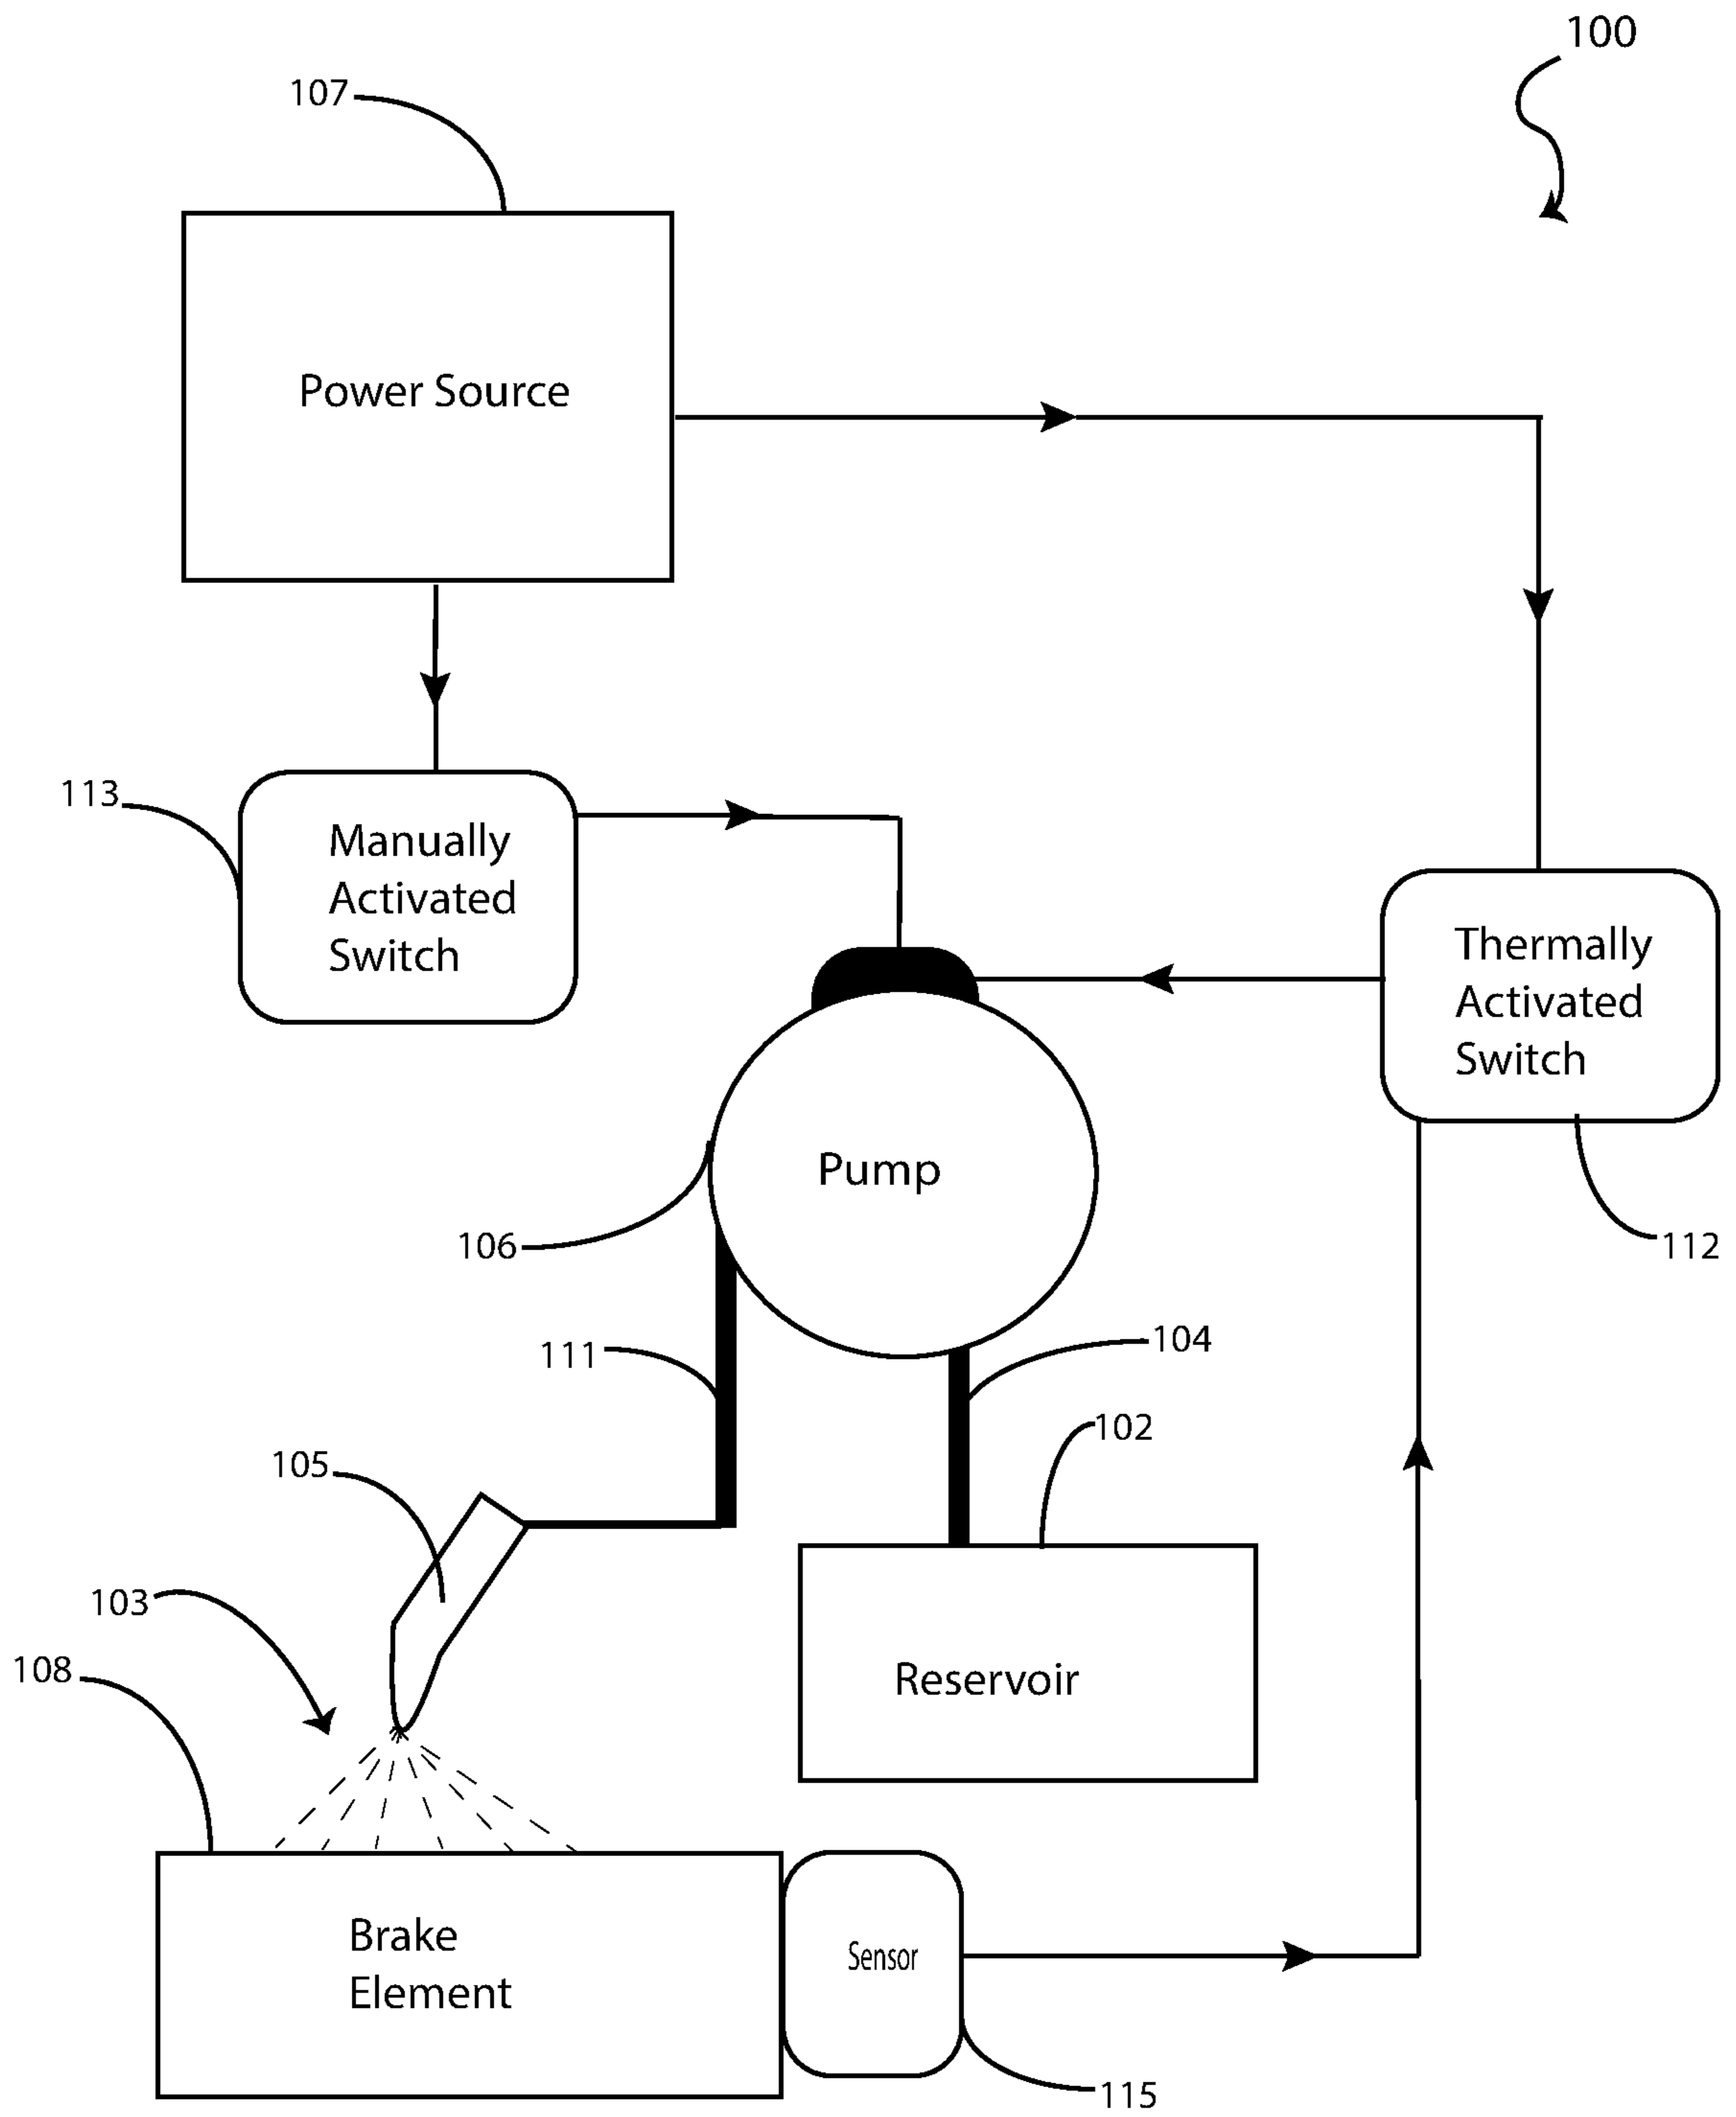 100
107
Power Source
113
Manually
Activated
Switch
Thermally
Activated
Switch
Pump
106
112
111
104
102
105
103
108
Reservoir
Brake
Element
Sensor
115